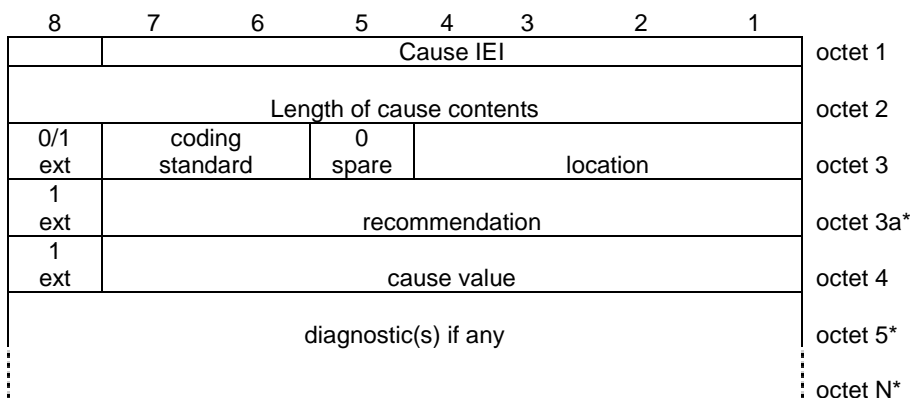 8 7 6 5 4 3 2 1
Cause IEI octet 1
Length of cause contents octet 2
0/1 coding 0
ext standard spare location octet 3
1
ext recommendation octet 3a*
1
ext cause value octet 4
diagnostic(s) if any octet 5*
octet N*